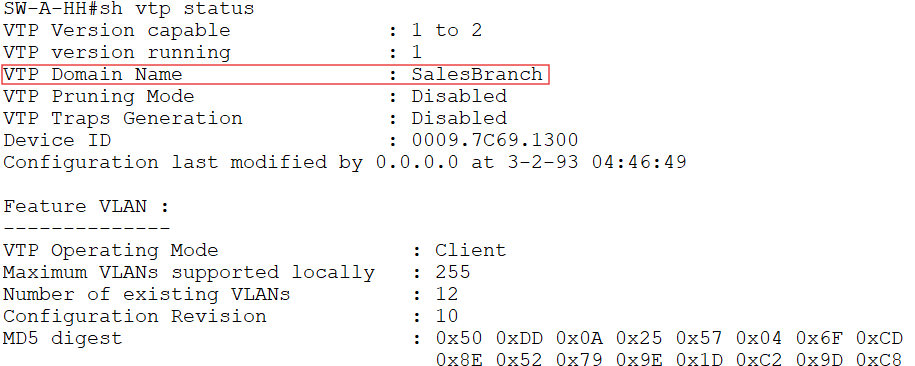 SW-A-HH#sh vtp status
VTP Version capable : 1 to 2
VTP version running : 1
VTP Domain Name : SalesBranch
VTP Pruning Mode : Disabled
VTP Traps Generation : Disabled
Device ID : 0009.7C69.1300
Configuration last modified by 0.0.0.0 at 3-2-93 04:46:49
Feature VLAN :
--------------
VTP Operating Mode : Client
Maximum VLANs supported locally : 255
Number of existing VLANs : 12
Configuration Revision : 10
MD5 digest : 0x50 0xDD 0x0A 0x25 0x57 0x04 0x6F 0xCD
0x8E 0x52 0x79 0x9E 0x1D 0xC2 0x9D 0xC8